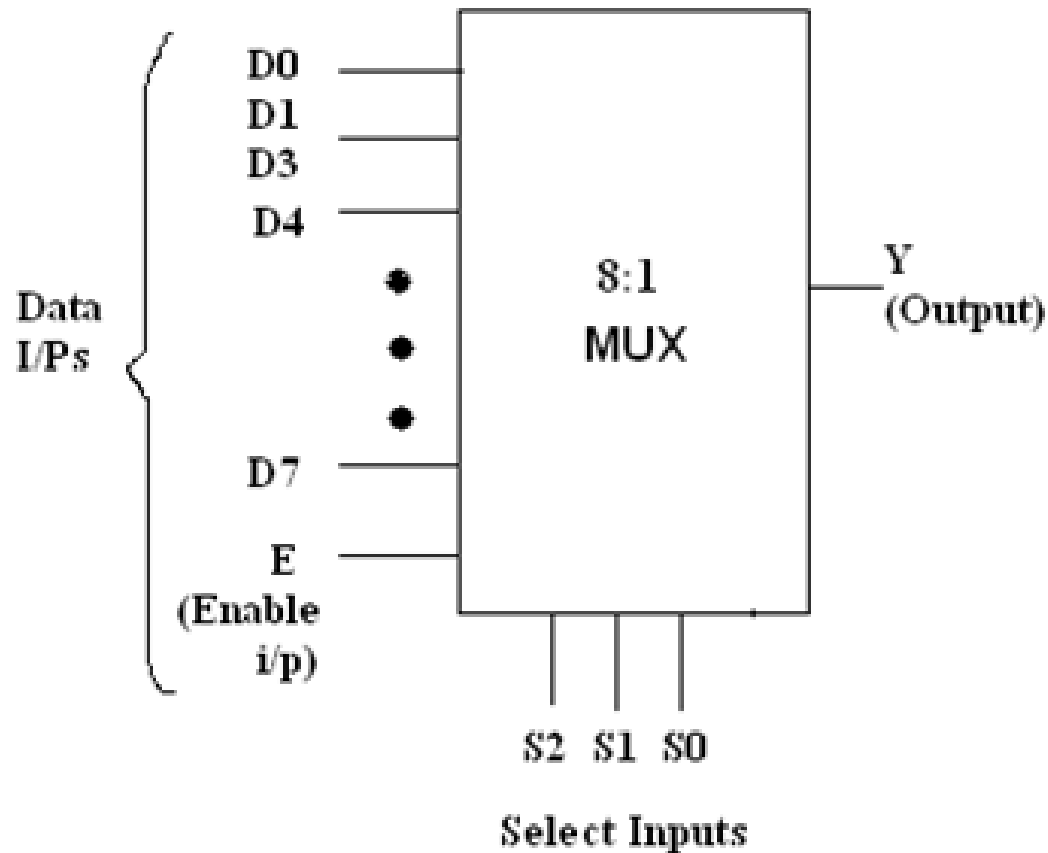 D0
D1
D3
D4
Data
I/Ps
D7
E
(Enable
i/p)
8:1
MUX
Y
(Output)
S2 S1 S0
Select Inputs